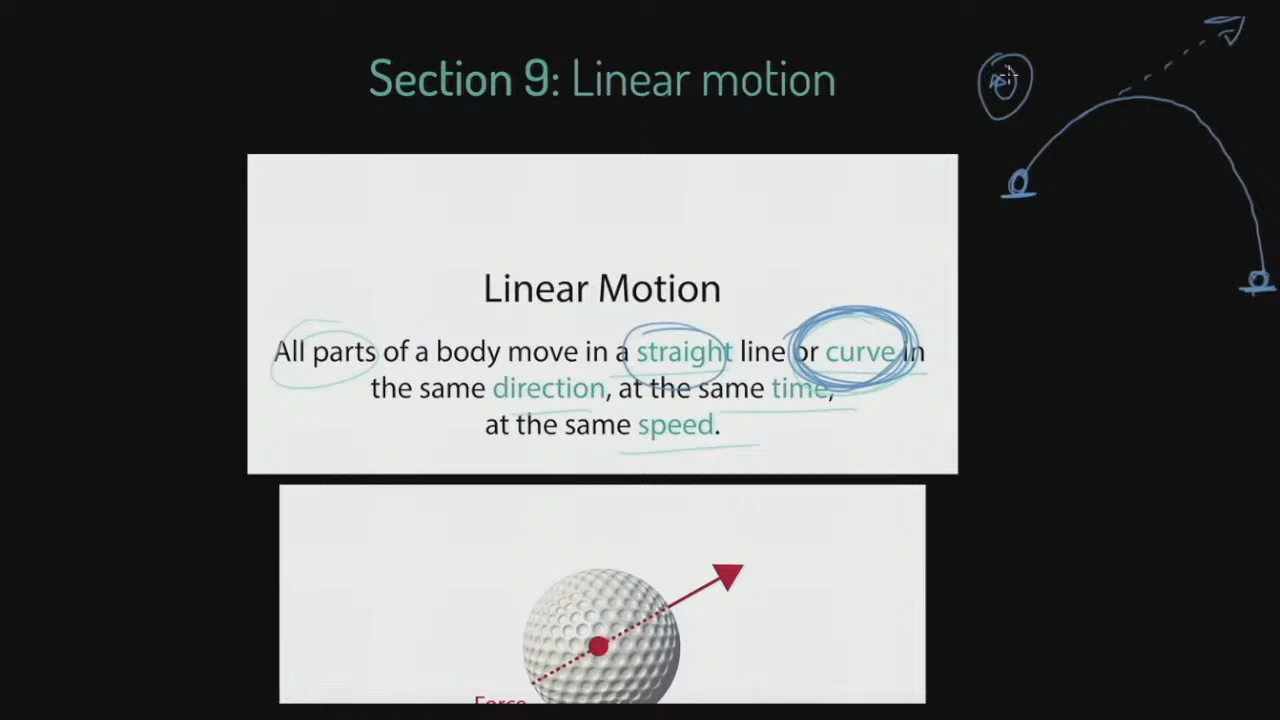 Section 9: Linear motion
Linear Motion
All parts of a body move in a straight line or curve in
the same direction, at the same time,
at the same speed.
Force